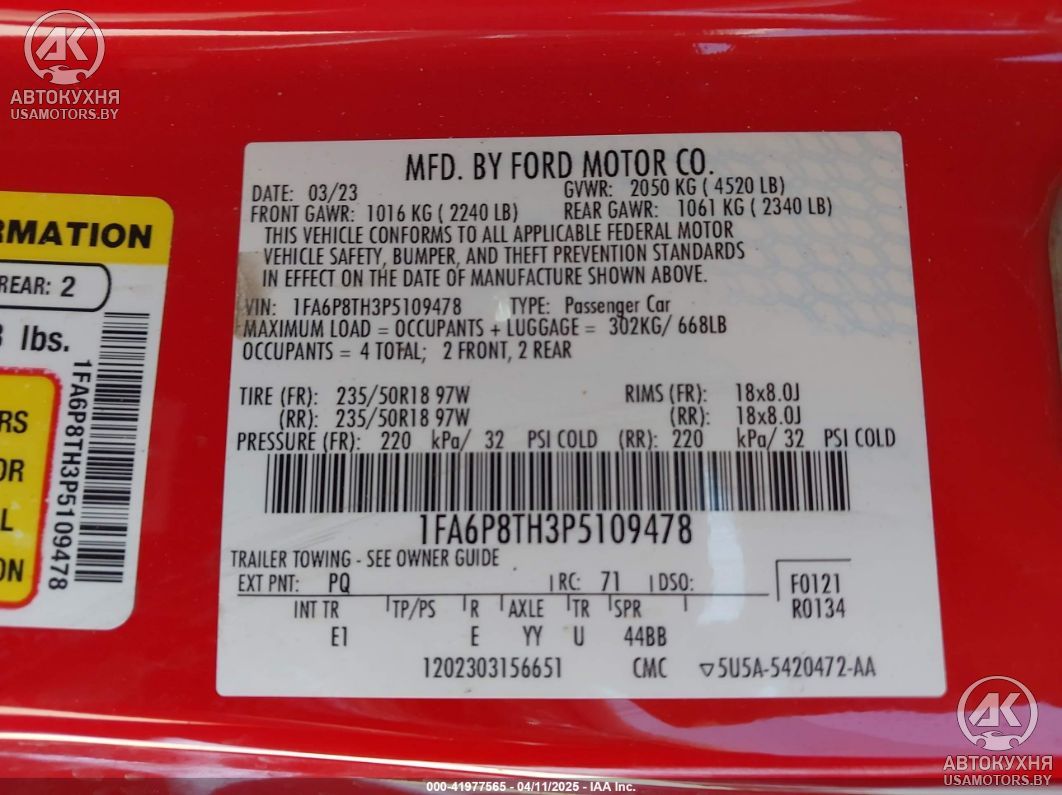 AK
АВТОКУХНЯ
USAMOTORS.BY
RMATION
REAR: 2
lbs.
RS
OR
L
ON
1FA6P8TH3P5109478
MFD. BY FORD MOTOR CO.
DATE: 03/23 GVWR: 2050 KG ( 4520 LB)
FRONT GAWR: 1016 KG ( 2240 LB) REAR GAWR: 1061 KG ( 2340 LB)
THIS VEHICLE CONFORMS TO ALL APPLICABLE FEDERAL MOTOR
VEHICLE SAFETY, BUMPER, AND THEFT PREVENTION STANDARDS
IN EFFECT ON THE DATE OF MANUFACTURE SHOWN ABOVE.
VIN: 1FA6P8TH3P5109478 TYPE: Passenger Car
MAXIMUM LOAD = OCCUPANTS + LUGGAGE = 302KG/ 668LB
OCCUPANTS = 4 TOTAL; 2 FRONT, 2 REAR
TIRE (FR): 235/50R18 97W RIMS (FR): 18x8.0J
(RR): 235/50R18 97W (RR): 18x8.0J
PRESSURE (FR): 220 kPa/ 32 PSI COLD (RR): 220 kPa/ 32 PSI COLD
1FA6P8TH3P5109478
TRAILER TOWING - SEE OWNER GUIDE
EXT PNT: PQ RC: 71 DSO: F0121
INT TR TP/PS R AXLE TR SPR R0134
E1 E YY U 44BB
1202303156651 CMC ▽5U5A-5420472-AA
AK
АВТОКУХНЯ
USAMOTORS.BY
000-41977565 - 04/11/2025 - IAA Inc.